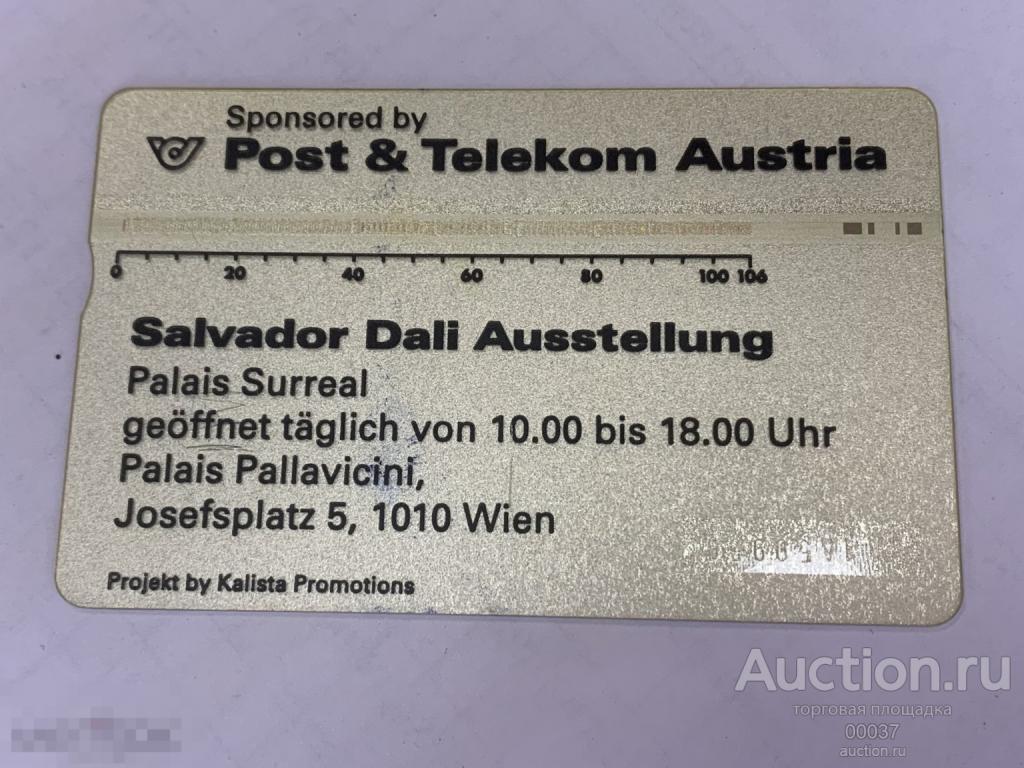 Sponsored by
Post & Telekom Austria
0 20 40 60 80 100 106
Salvador Dali Ausstellung
Palais Surreal
geöffnet täglich von 10.00 bis 18.00 Uhr
Palais Pallavicini,
Josefsplatz 5, 1010 Wien
Projekt by Kalista Promotions
Auction.ru
торговая площадка
00037
auction.ru